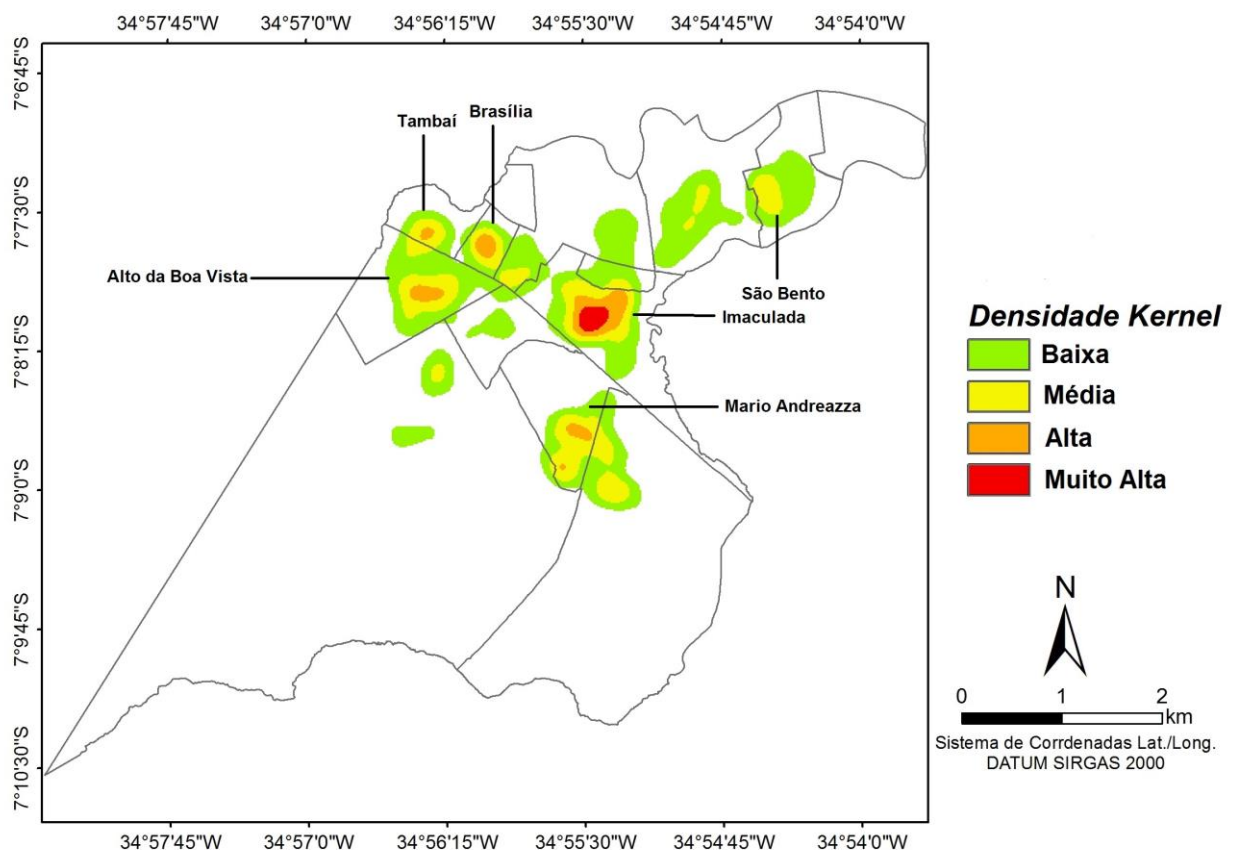 34°57'45"W 34°57'0"W 34°56'15"W 34°55'30"W 34°54'45"W 34°54'0"W
7°6'45"S
7°7'30"S
7°8'15"S
7°9'0"S
7°9'45"S
7°10'30"S
Tambaí
Brasília
Alto da Boa Vista
São Bento
Imaculada
Mario Andreazza
Densidade Kernel
Baixa
Média
Alta
Muito Alta
N
0 1 2
km
Sistema de Corrdenadas Lat./Long.
DATUM SIRGAS 2000
34°57'45"W 34°57'0"W 34°56'15"W 34°55'30"W 34°54'45"W 34°54'0"W